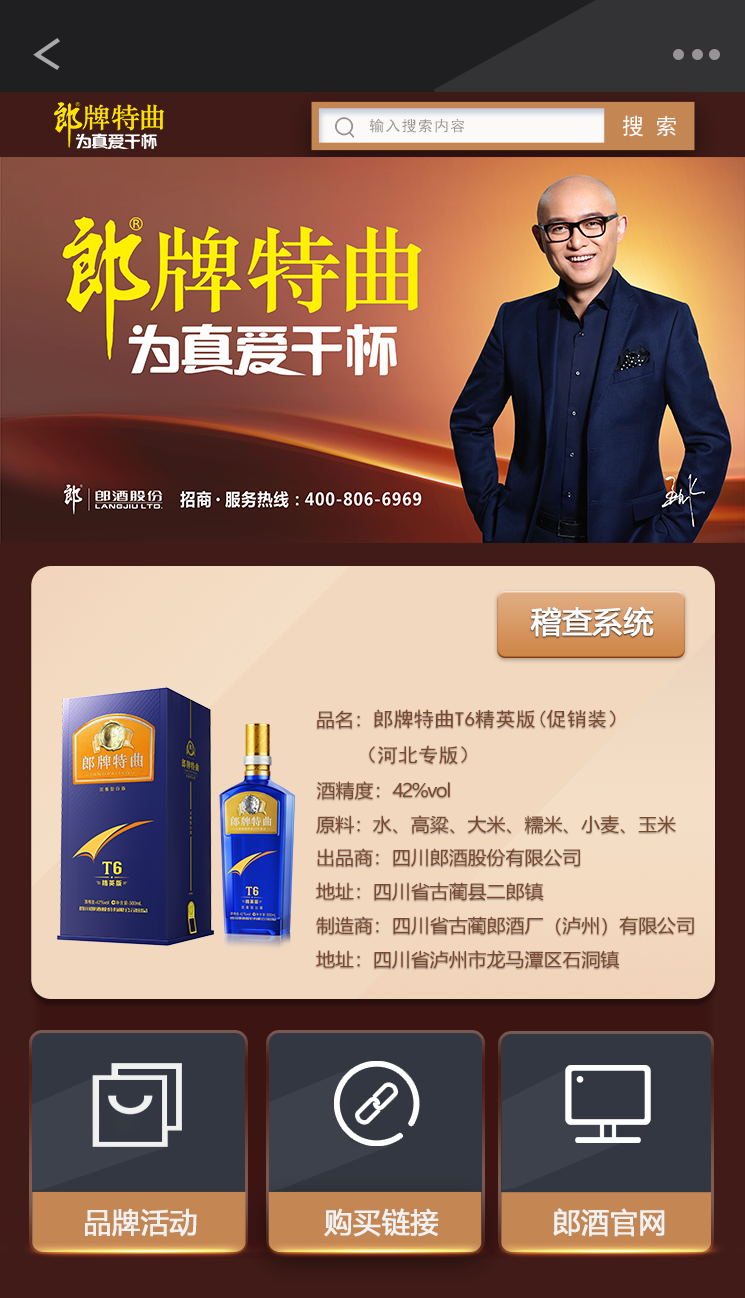 郎牌特曲
为真爱干杯
输入搜索内容
搜 索
郎®牌特曲
为真爱干杯
郎 郎酒股份 LANGJIU LTD. 招商·服务热线：400-806-6969
稽查系统
品名：郎牌特曲T6精英版(促销装）
（河北专版）
酒精度：42%vol
原料：水、高粱、大米、糯米、小麦、玉米
出品商：四川郎酒股份有限公司
地址：四川省古蔺县二郎镇
制造商：四川省古蔺郎酒厂（泸州）有限公司
地址：四川省泸州市龙马潭区石洞镇
郎牌特曲
T6
精英版
郎牌特曲
郎牌特曲
T6
精英版
品牌活动
购买链接
郎酒官网